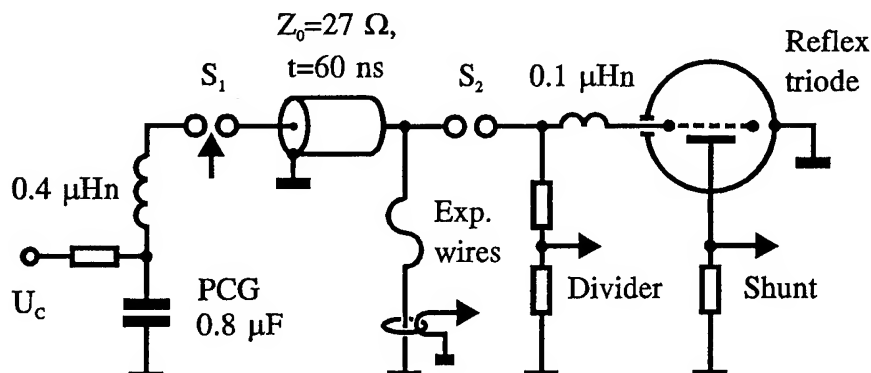 Z₀=27 Ω,
t=60 ns
S₁
S₂
0.1 μHn
Reflex
triode
0.4 μHn
Exp.
wires
U_c
PCG
0.8 μF
Divider
Shunt